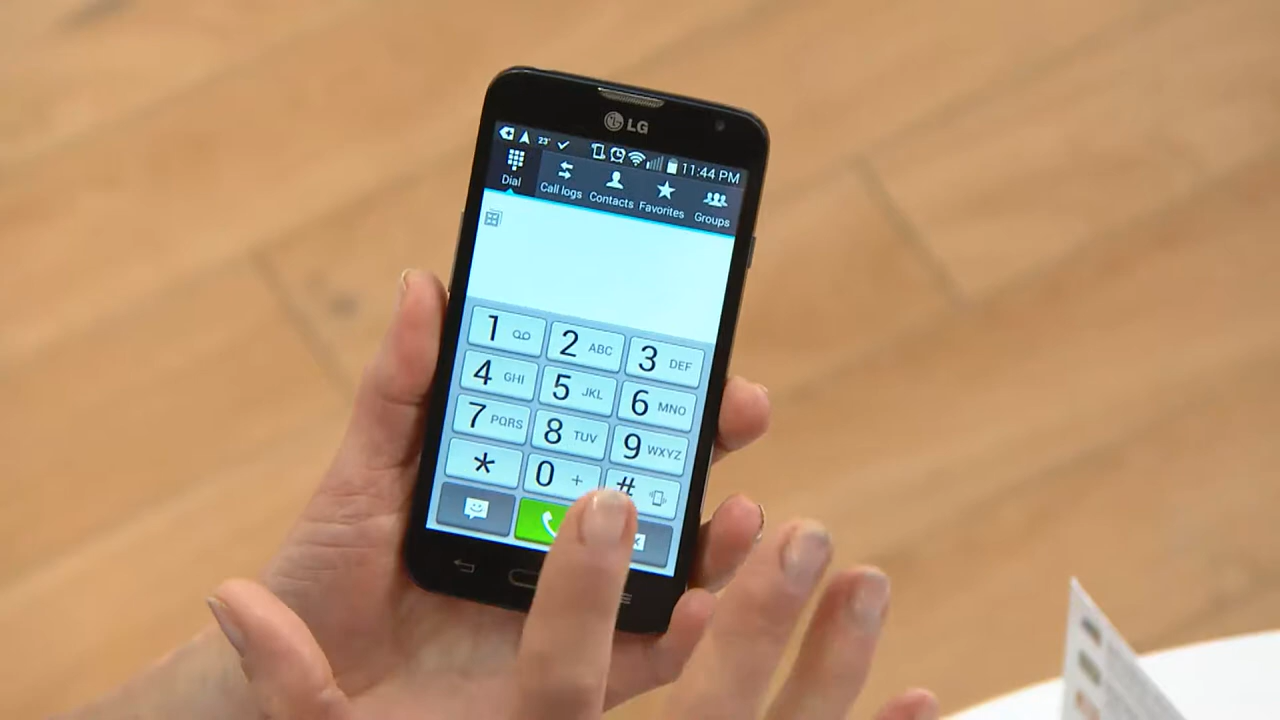 LG
23°
11:44 PM
Dial Call logs Contacts Favorites Groups
1 2 ABC 3 DEF
4 GHI 5 JKL 6 MNO
7 PQRS 8 TUV 9 WXYZ
* 0 + #